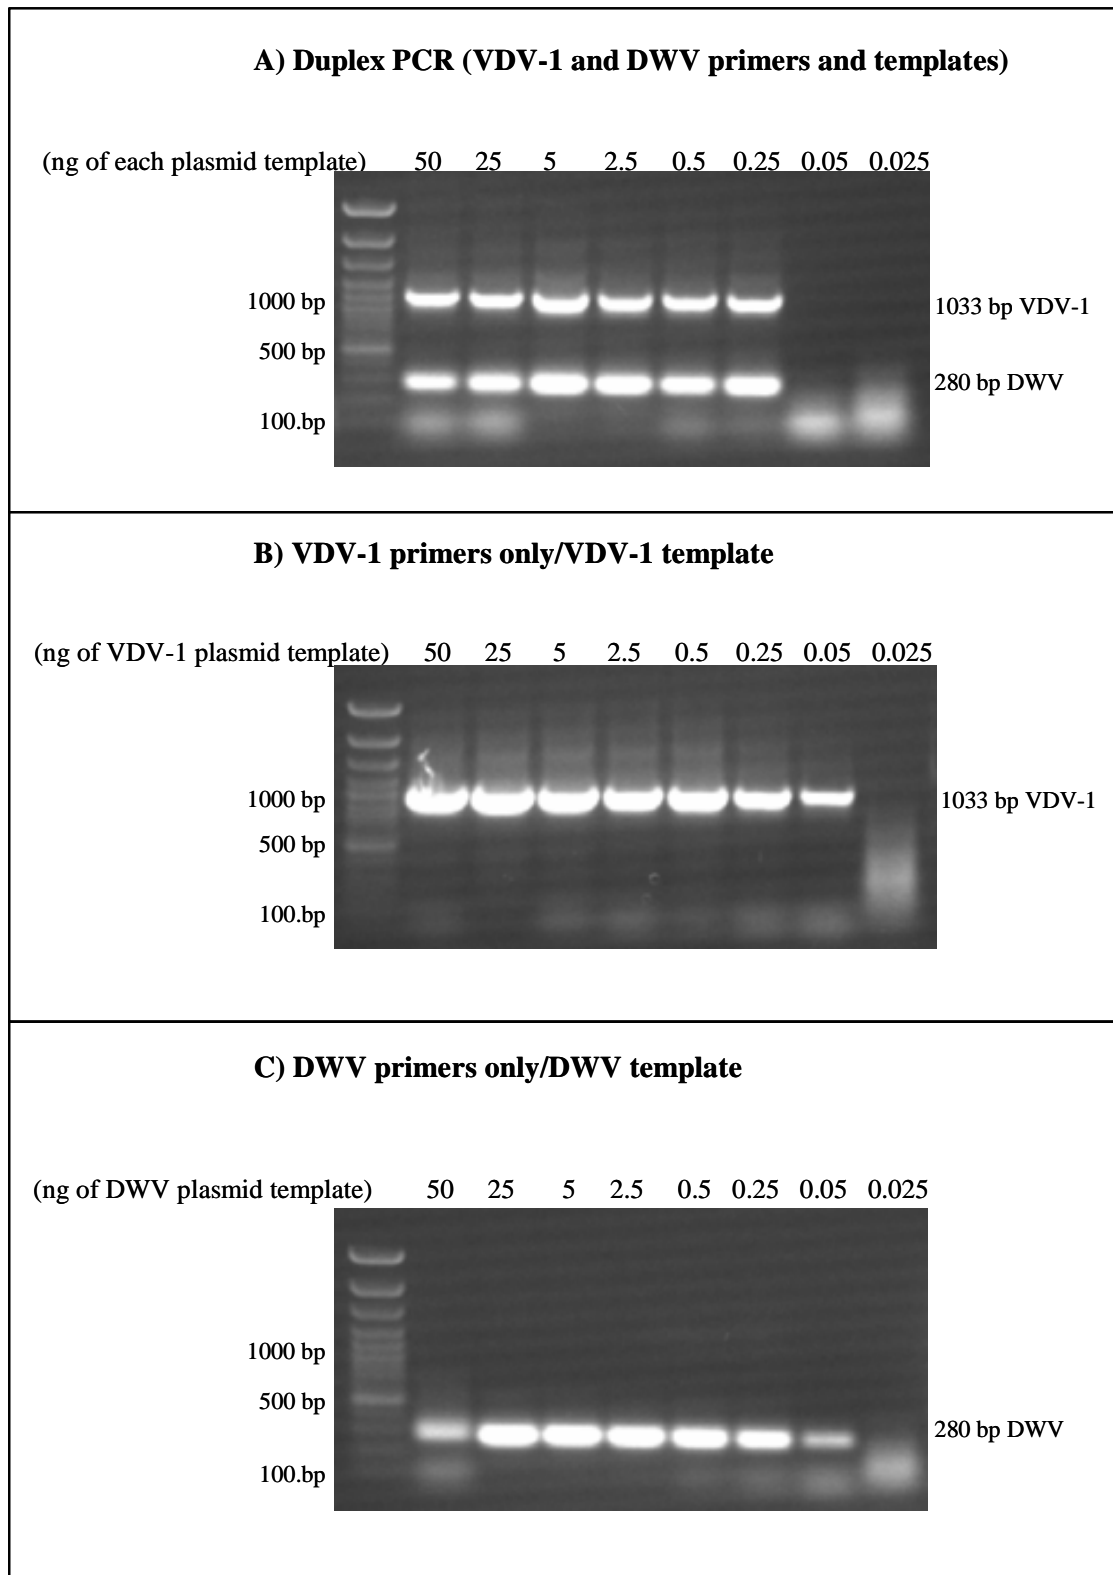 A) Duplex PCR (VDV-1 and DWV primers and templates)
(ng of each plasmid template) 50 25 5 2.5 0.5 0.25 0.05 0.025
1000 bp
1033 bp VDV-1
500 bp
280 bp DWV
100.bp
B) VDV-1 primers only/VDV-1 template
(ng of VDV-1 plasmid template) 50 25 5 2.5 0.5 0.25 0.05 0.025
1000 bp
1033 bp VDV-1
500 bp
100.bp
C) DWV primers only/DWV template
(ng of DWV plasmid template) 50 25 5 2.5 0.5 0.25 0.05 0.025
1000 bp
500 bp
280 bp DWV
100.bp